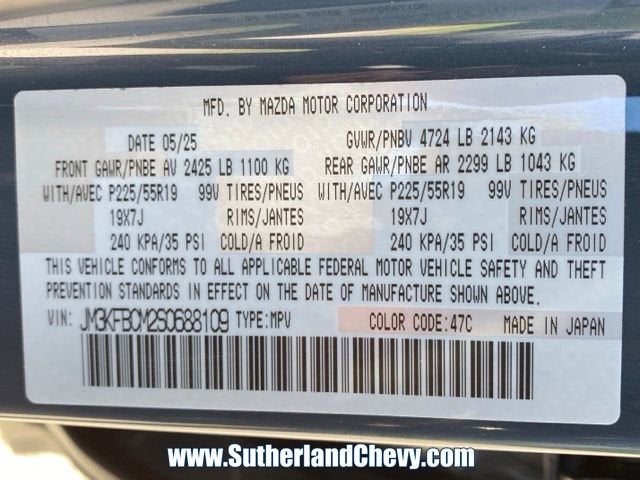 MFD. BY MAZDA MOTOR CORPORATION
DATE 05/25 GVWR/PNBV 4724 LB 2143 KG
FRONT GAWR/PNBE AV 2425 LB 1100 KG REAR GAWR/PNBE AR 2299 LB 1043 KG
WITH/AVEC P225/55R19 99V TIRES/PNEUS WITH/AVEC P225/55R19 99V TIRES/PNEUS
19X7J RIMS/JANTES 19X7J RIMS/JANTES
240 KPA/35 PSI COLD/A FROID 240 KPA/35 PSI COLD/A FROID
THIS VEHICLE CONFORMS TO ALL APPLICABLE FEDERAL MOTOR VEHICLE SAFETY AND THEFT
PREVENTION STANDARDS IN EFFECT ON THE DATE OF MANUFACTURE SHOWN ABOVE.
VIN: JM3KFBCM2S0688109 TYPE:MPV COLOR CODE:47C MADE IN JAPAN
www.SutherlandChevy.com